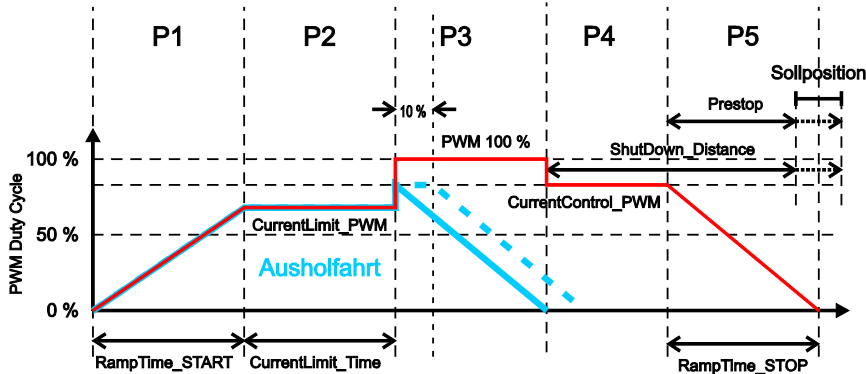 P1
P2
P3
P4
P5
Sollposition
10 %
Prestop
PWM 100 %
100 %
ShutDown_Distance
CurrentControl_PWM
CurrentLimit_PWM
50 %
Ausholfahrt
PWM Duty Cycle
0 %
RampTime_START
CurrentLimit_Time
RampTime_STOP